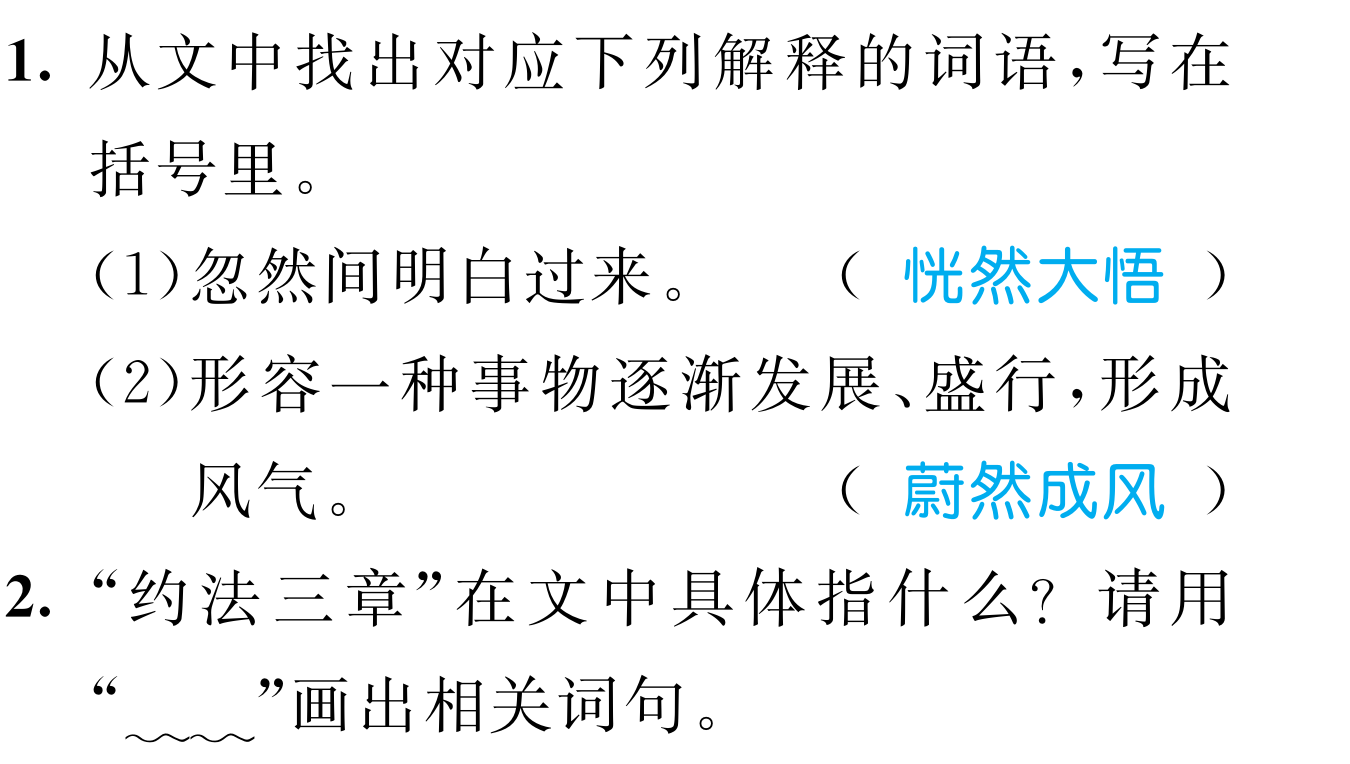 1. 从文中找出对应下列解释的词语,写在
括号里。
(1)忽然间明白过来。 ( 恍然大悟 )
(2)形容一种事物逐渐发展、盛行,形成
风气。 ( 蔚然成风 )
2. “约法三章”在文中具体指什么? 请用
“____”画出相关词句。